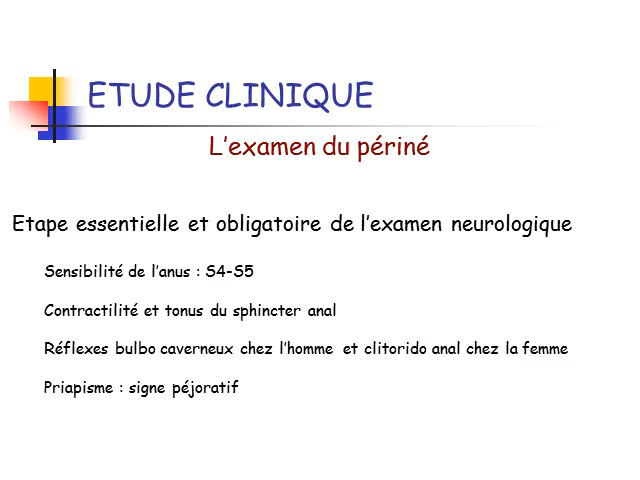 ETUDE CLINIQUE
L'examen du périné
Etape essentielle et obligatoire de l'examen neurologique
Sensibilité de l'anus : S4-S5
Contractilité et tonus du sphincter anal
Réflexes bulbo caverneux chez l'homme et clitorido anal chez la femme
Priapisme : signe péjoratif